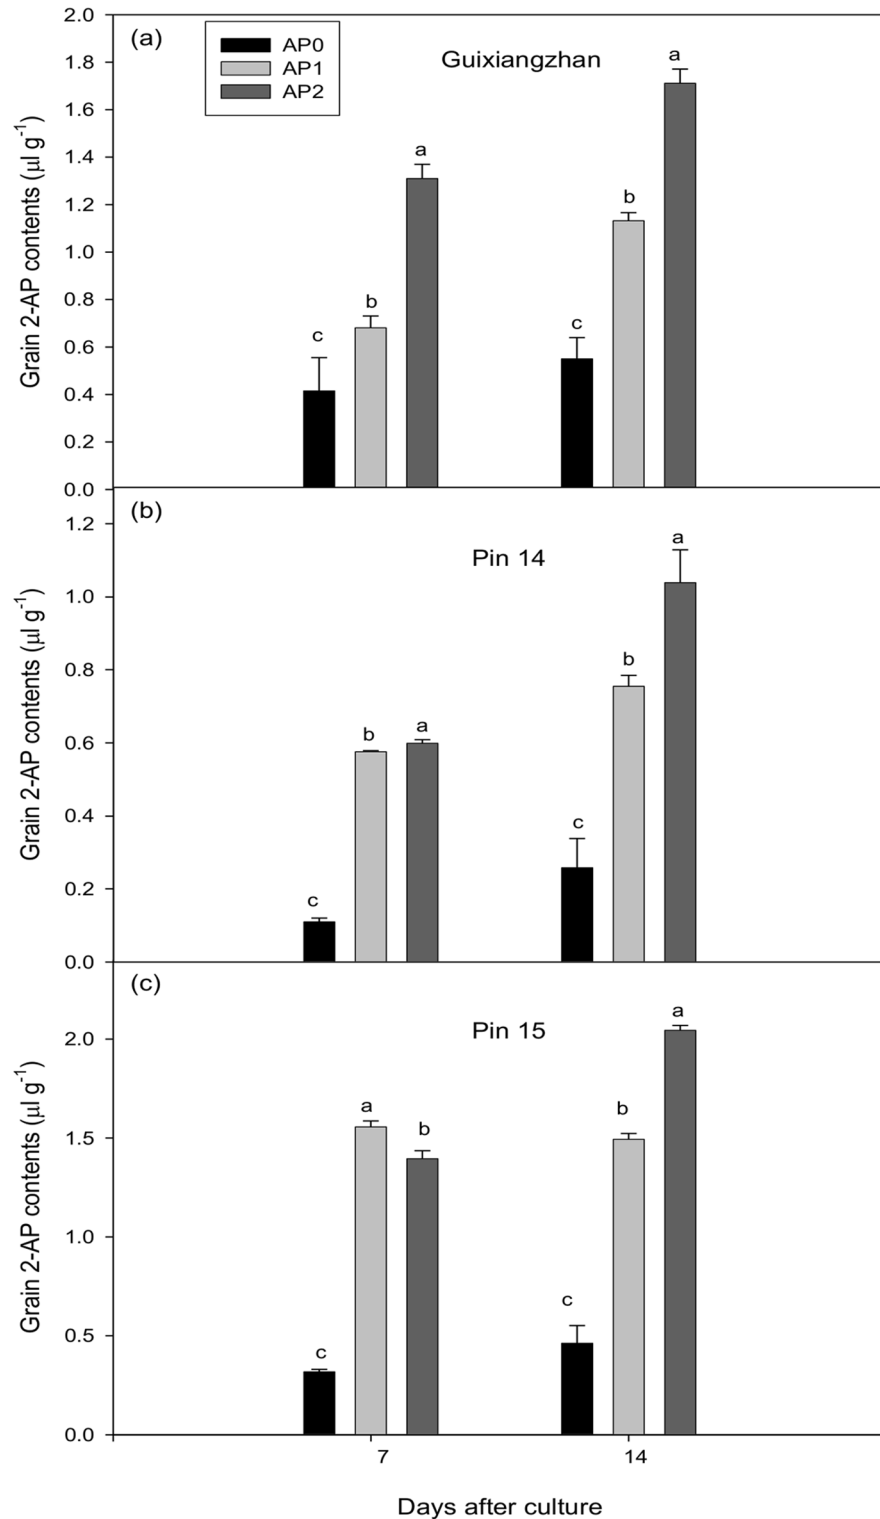 (a)
AP0
AP1
AP2
Guixiangzhan
Grain 2-AP contents (µl g⁻¹)
2.0
1.8
1.6
1.4
1.2
1.0
0.8
0.6
0.4
0.2
0.0
c
b
a
c
b
a
(b)
Pin 14
Grain 2-AP contents (µl g⁻¹)
1.2
1.0
0.8
0.6
0.4
0.2
0.0
c
b
a
c
b
a
(c)
Pin 15
Grain 2-AP contents (µl g⁻¹)
2.0
1.5
1.0
0.5
0.0
c
a
b
c
b
a
7
14
Days after culture